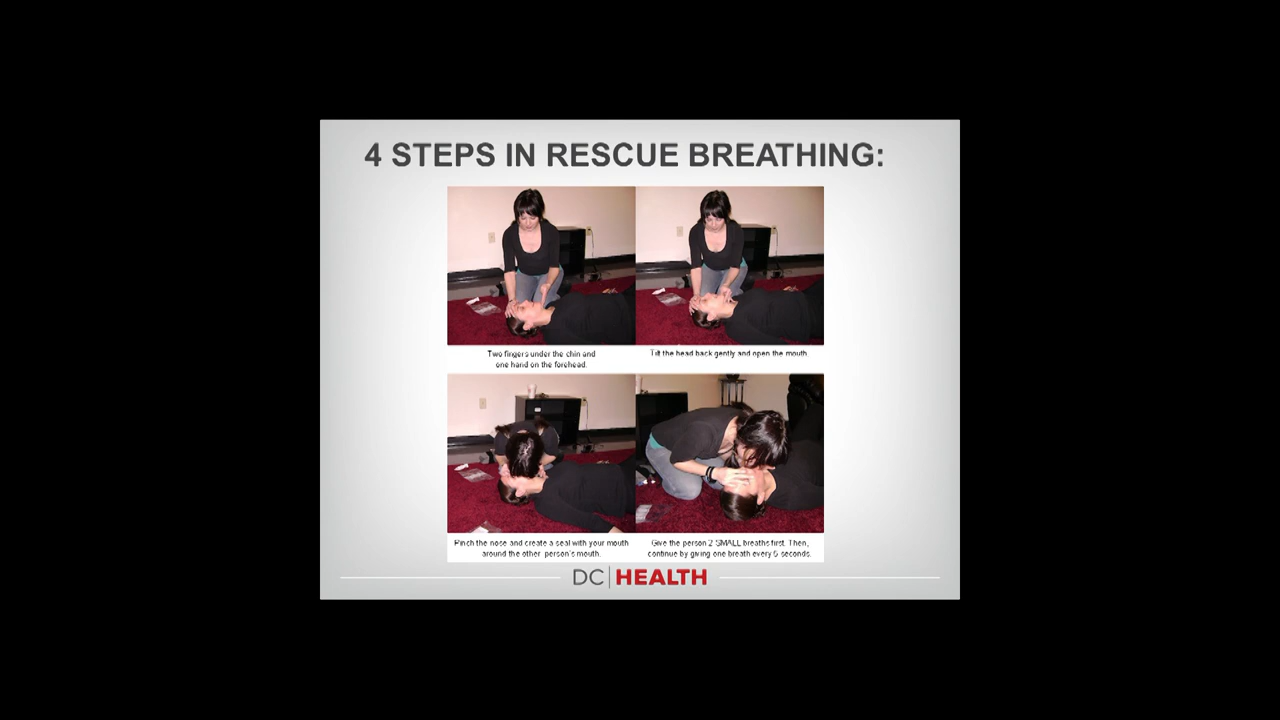 4 STEPS IN RESCUE BREATHING:
Two fingers under the chin and
one hand on the forehead.
Tilt the head back gently and open the mouth.
Pinch the nose and create a seal with your mouth
around the other person's mouth.
Give the person 2 SMALL breaths first. Then,
continue by giving one breath every seconds.
DC HEALTH